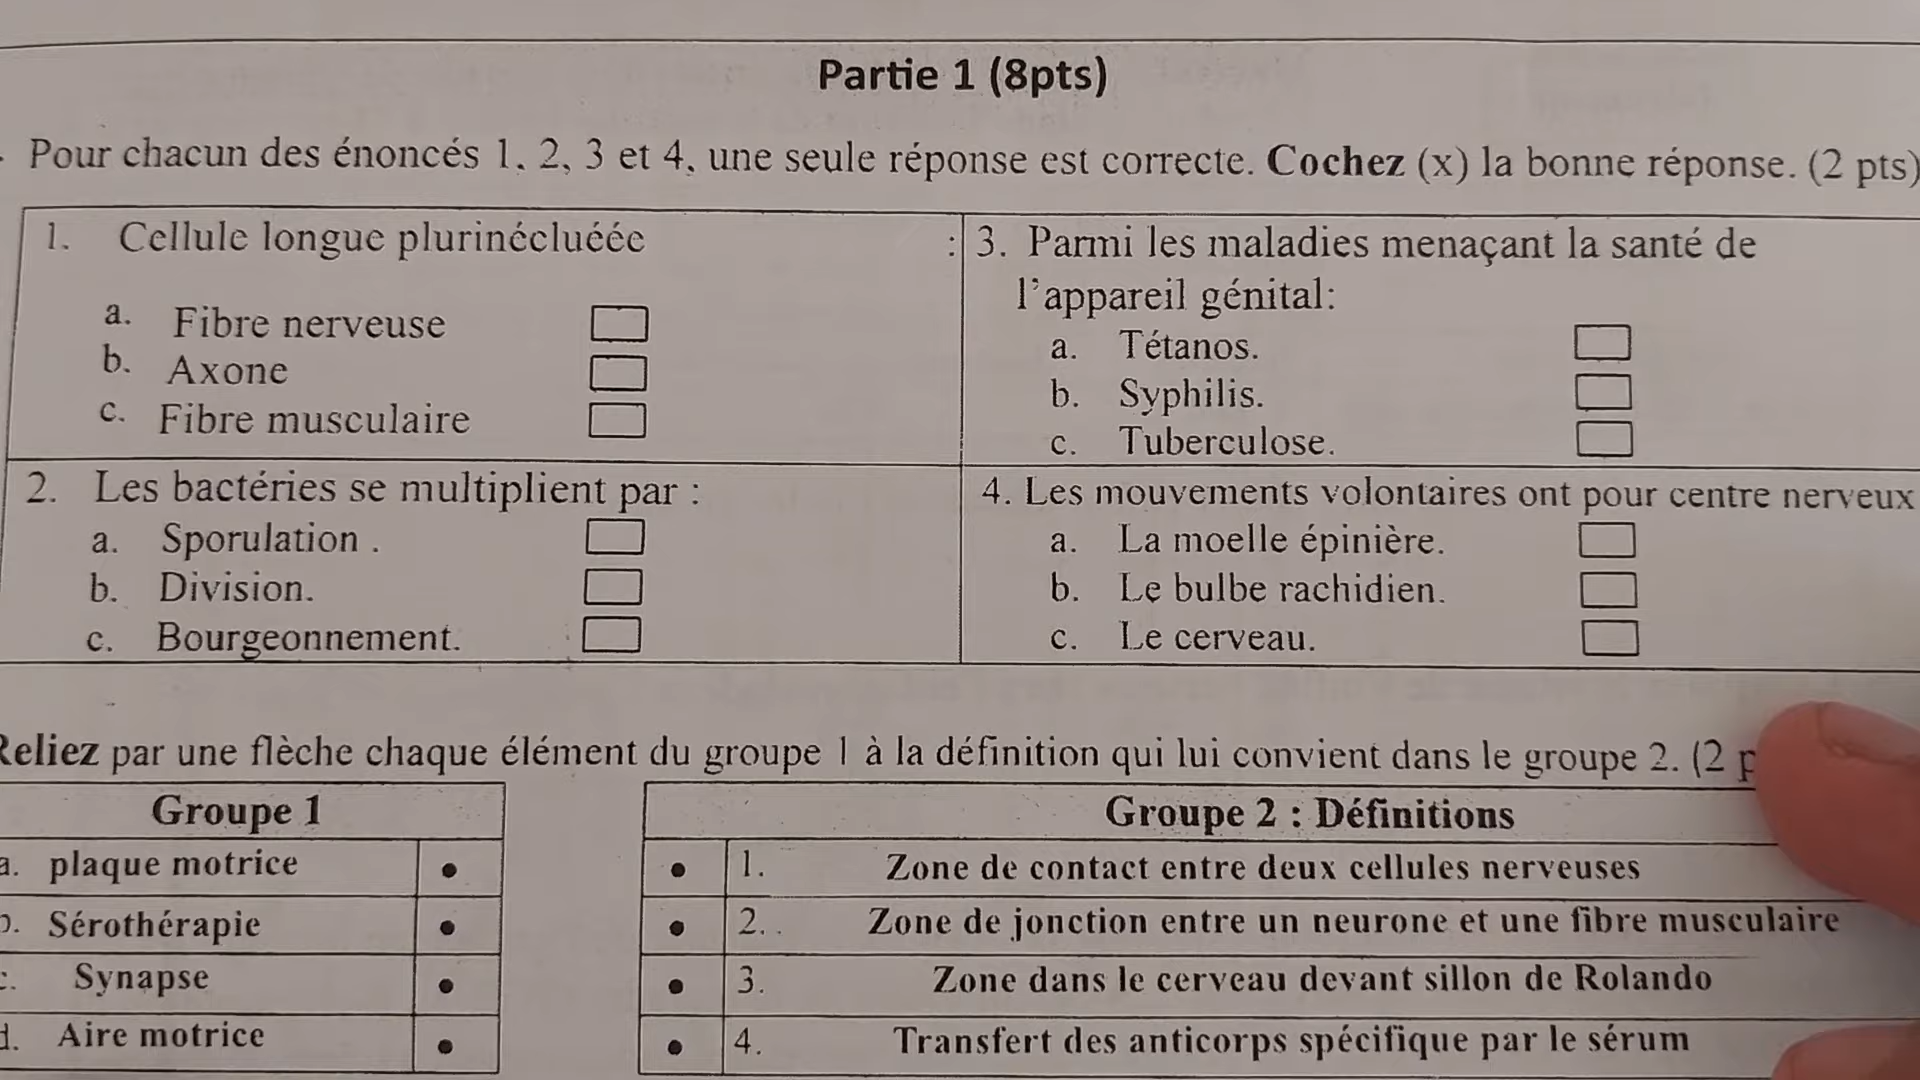 Partie 1 (8pts)
Pour chacun des énoncés 1, 2, 3 et 4, une seule réponse est correcte. Cochez (x) la bonne réponse. (2 pts)
1. Cellule longue plurinécluéée :
a. Fibre nerveuse
b. Axone
c. Fibre musculaire
2. Les bactéries se multiplient par :
a. Sporulation .
b. Division.
c. Bourgeonnement.
3. Parmi les maladies menaçant la santé de
l'appareil génital:
a. Tétanos.
b. Syphilis.
c. Tuberculose.
4. Les mouvements volontaires ont pour centre nerveux
a. La moelle épinière.
b. Le bulbe rachidien.
c. Le cerveau.
Reliez par une flèche chaque élément du groupe 1 à la définition qui lui convient dans le groupe 2. (2 p
Groupe 1
a. plaque motrice
b. Sérothérapie
c. Synapse
d. Aire motrice
Groupe 2 : Définitions
1. Zone de contact entre deux cellules nerveuses
2. . Zone de jonction entre un neurone et une fibre musculaire
3. Zone dans le cerveau devant sillon de Rolando
4. Transfert des anticorps spécifique par le sérum